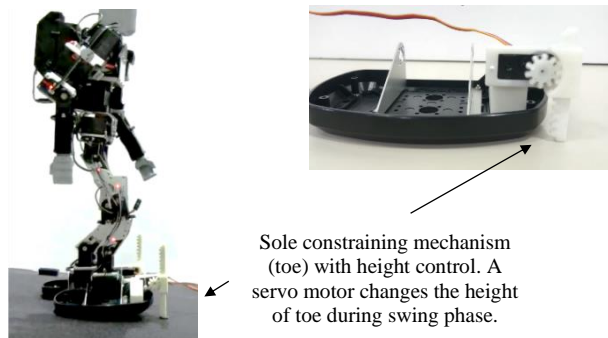 Sole constraining mechanism
(toe) with height control. A
servo motor changes the height
of toe during swing phase.